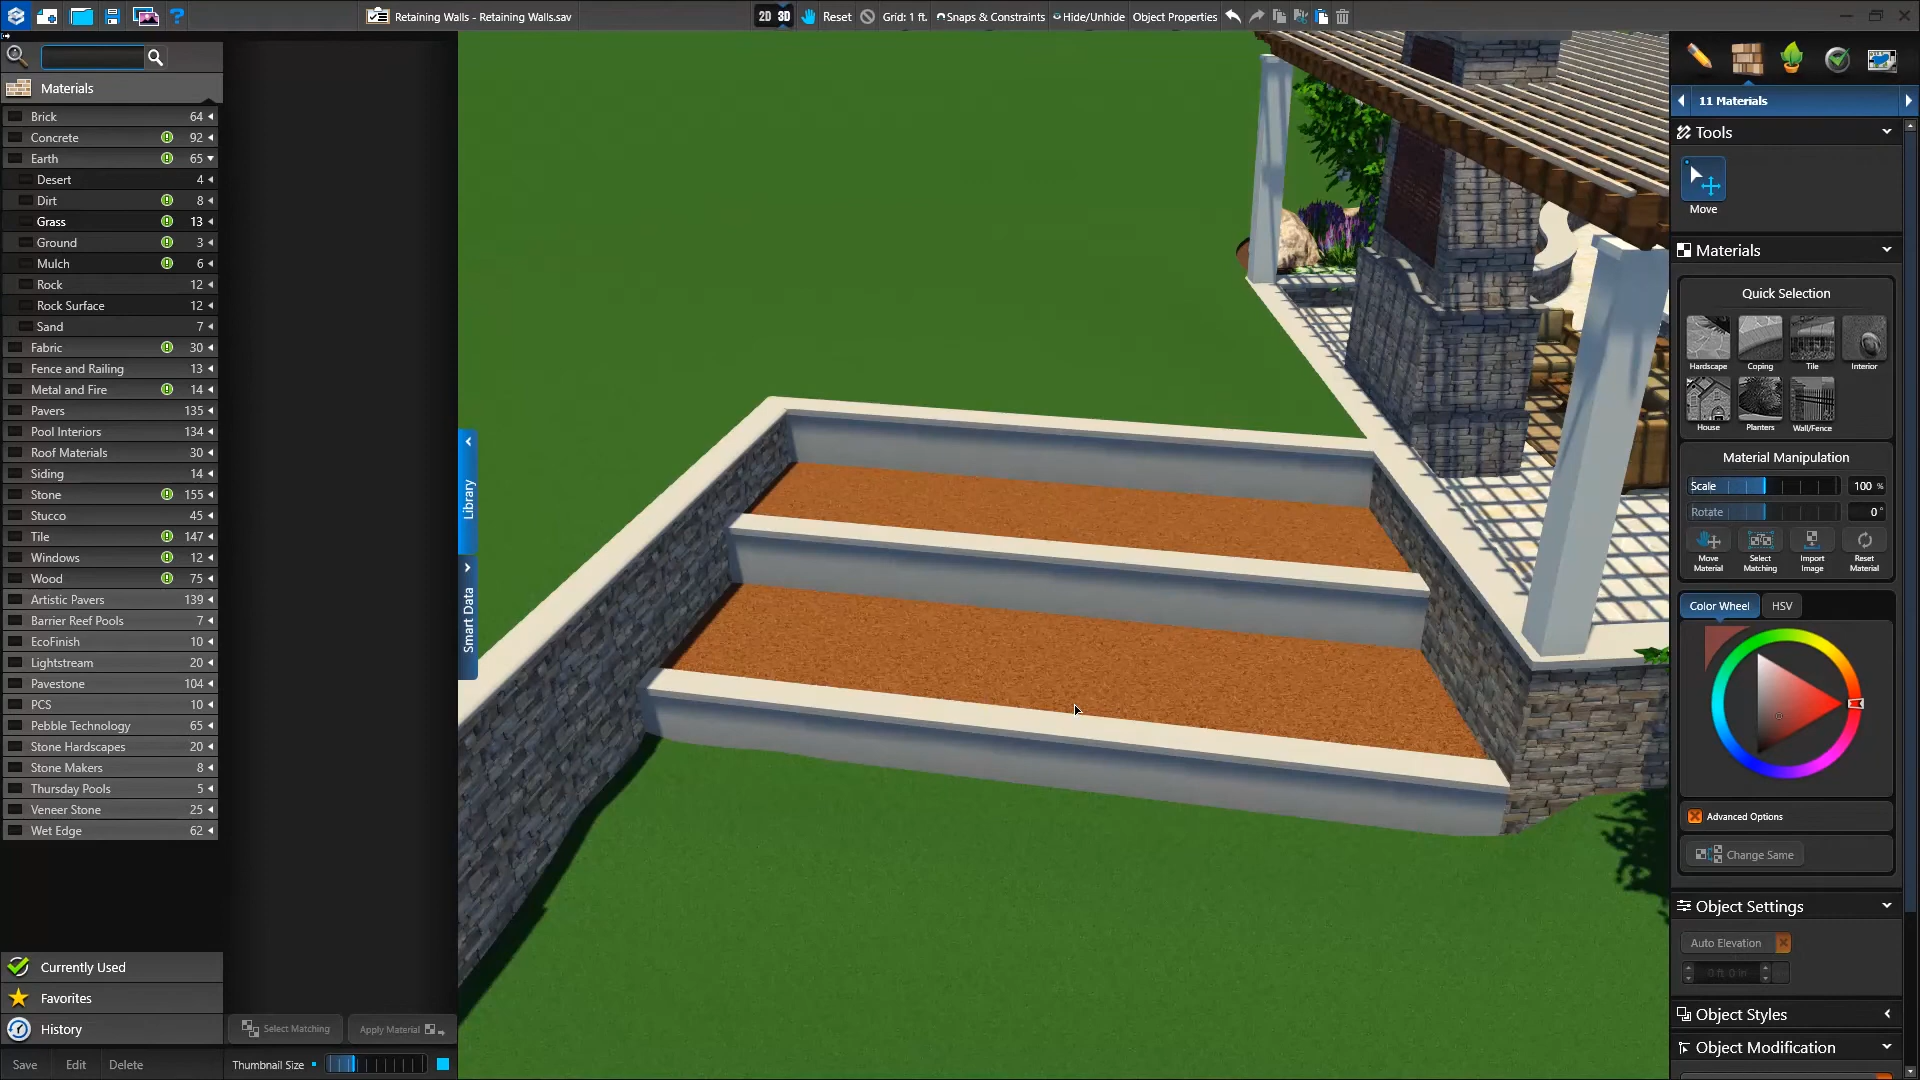 Retaining Walls - Retaining Walls.sav
2D 3D
Reset
Grid: 1 ft.
Snaps & Constraints
Hide/Unhide
Object Properties
Materials
Brick 64
Concrete 92
Earth 65
Desert 4
Dirt 8
Grass 13
Ground 3
Mulch 6
Rock 12
Rock Surface 12
Sand 7
Fabric 30
Fence and Railing 13
Metal and Fire 14
Pavers 135
Pool Interiors 134
Roof Materials 30
Siding 14
Stone 155
Stucco 45
Tile 147
Windows 12
Wood 75
Artistic Pavers 139
Barrier Reef Pools 7
EcoFinish 10
Lightstream 20
Pavestone 104
PCS 10
Pebble Technology 65
Stone Hardscapes 20
Stone Makers 8
Thursday Pools 5
Veneer Stone 25
Wet Edge 62
Currently Used
Favorites
History
Save Edit Delete
Select Matching
Apply Material
Thumbnail Size
Library
Smart Data
11 Materials
Tools
Move
Materials
Quick Selection
Hardscape Coping Tile Interior
House Planters Wall/Fence
Material Manipulation
Scale 100 %
Rotate 0°
Move Material
Select Matching
Import Image
Reset Material
Color Wheel HSV
Advanced Options
Change Same
Object Settings
Auto Elevation
0 ft 0 in
Object Styles
Object Modification